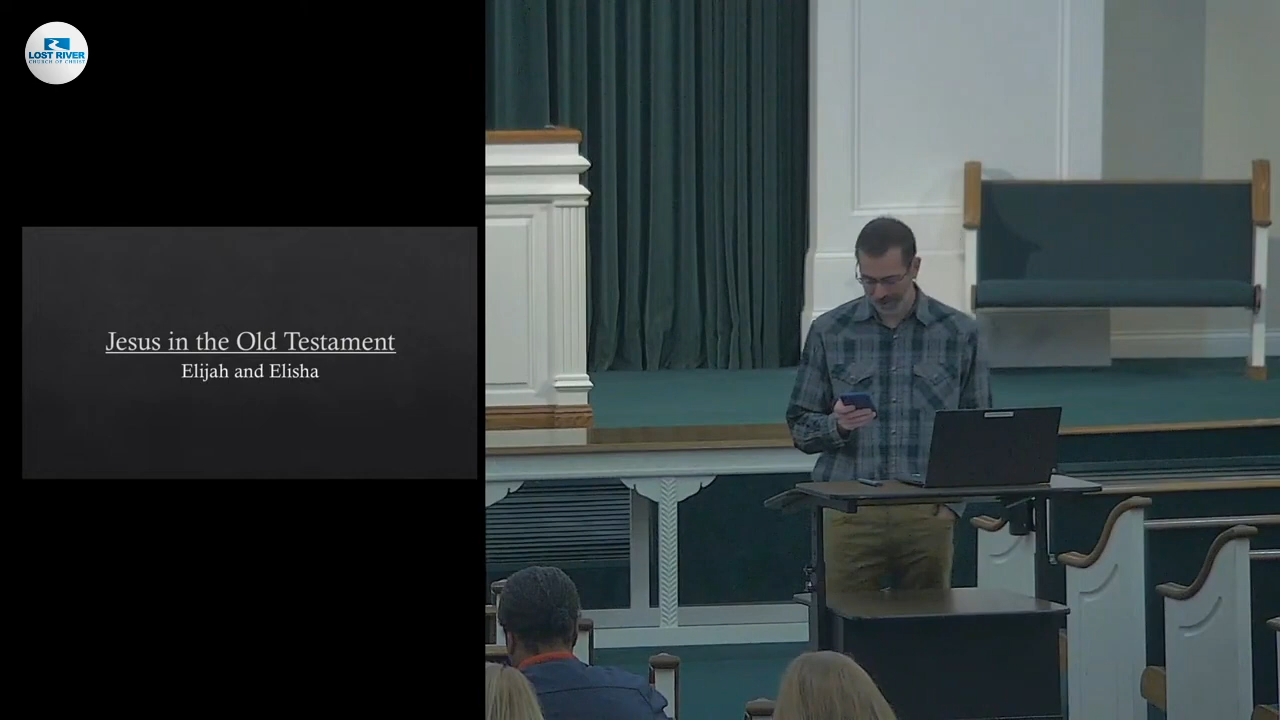 LOST RIVER
CHURCH OF CHRIST
Jesus in the Old Testament
Elijah and Elisha